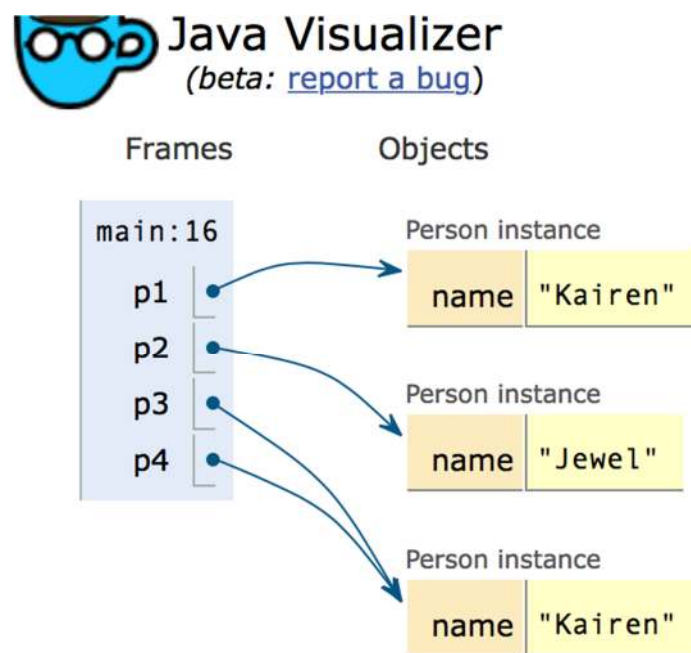 Java Visualizer
(beta: report a bug)
Frames Objects
main:16
p1
p2
p3
p4
Person instance
name "Kairen"
Person instance
name "Jewel"
Person instance
name "Kairen"